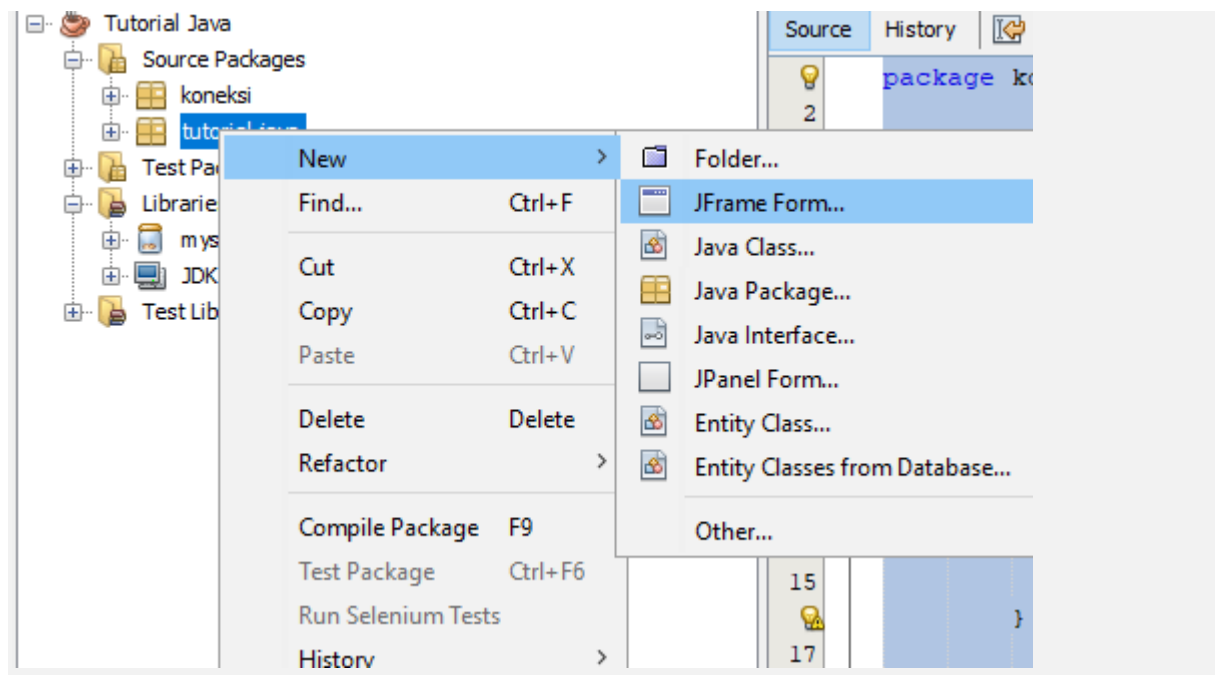 Tutorial Java
Source Packages
koneksi
Test Pa
Librarie
mys
JDK
Test Lib
New
Find... Ctrl+F
Cut Ctrl+X
Copy Ctrl+C
Paste Ctrl+V
Delete Delete
Refactor
Compile Package F9
Test Package Ctrl+F6
Run Selenium Tests
History
Folder...
JFrame Form...
Java Class...
Java Package...
Java Interface...
JPanel Form...
Entity Class...
Entity Classes from Database...
Other...
Source History
package ko
2
15
}
17